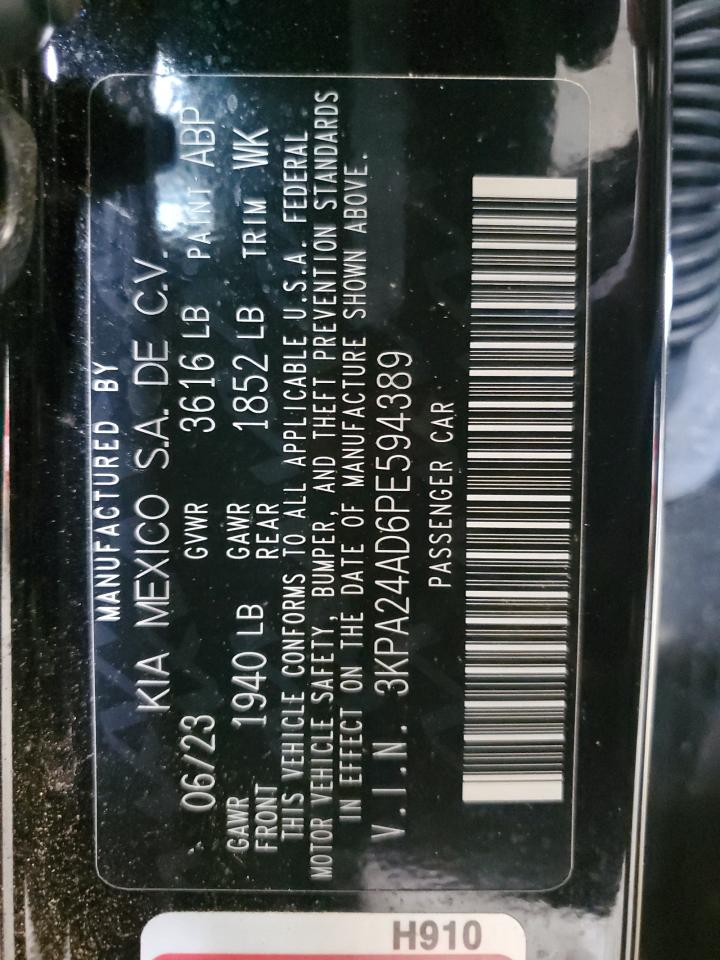 MANUFACTURED BY
KIA MEXICO S.A. DE C.V.
06/23 GVWR 3616 LB PAINT ABP
GAWR FRONT 1940 LB GAWR REAR 1852 LB TRIM WK
THIS VEHICLE CONFORMS TO ALL APPLICABLE U.S.A. FEDERAL
MOTOR VEHICLE SAFETY, BUMPER, AND THEFT PREVENTION STANDARDS
IN EFFECT ON THE DATE OF MANUFACTURE SHOWN ABOVE.
V.I.N. 3KPA24AD6PE594389
PASSENGER CAR
H910